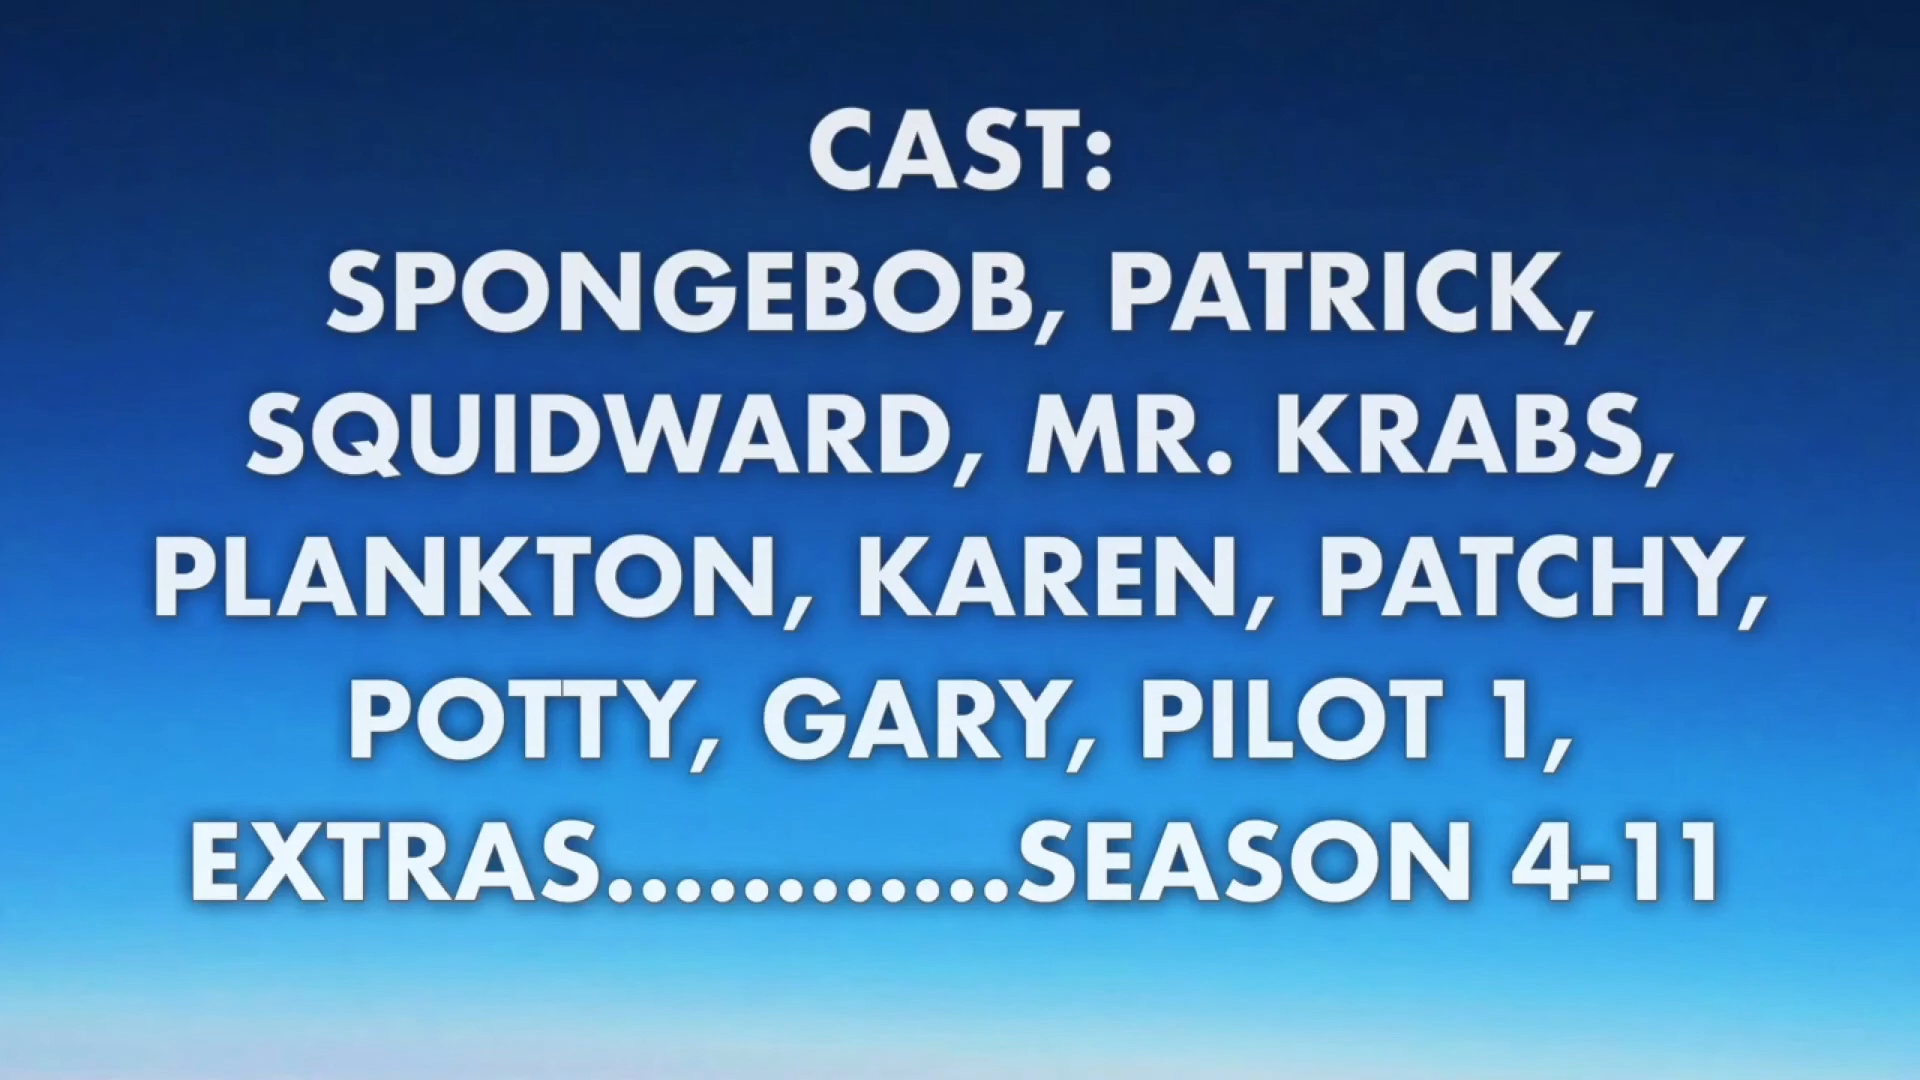 CAST:
SPONGEBOB, PATRICK,
SQUIDWARD, MR. KRABS,
PLANKTON, KAREN, PATCHY,
POTTY, GARY, PILOT 1,
EXTRAS...............SEASON 4-11